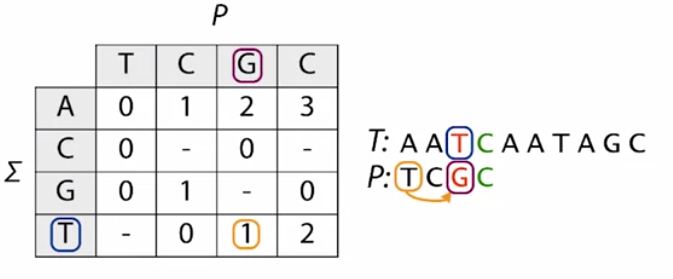 P
T C G C
A 0 1 2 3
C 0 - 0 -
Σ
G 0 1 - 0
T - 0 1 2
T: A A T C A A T A G C
P: T C G C